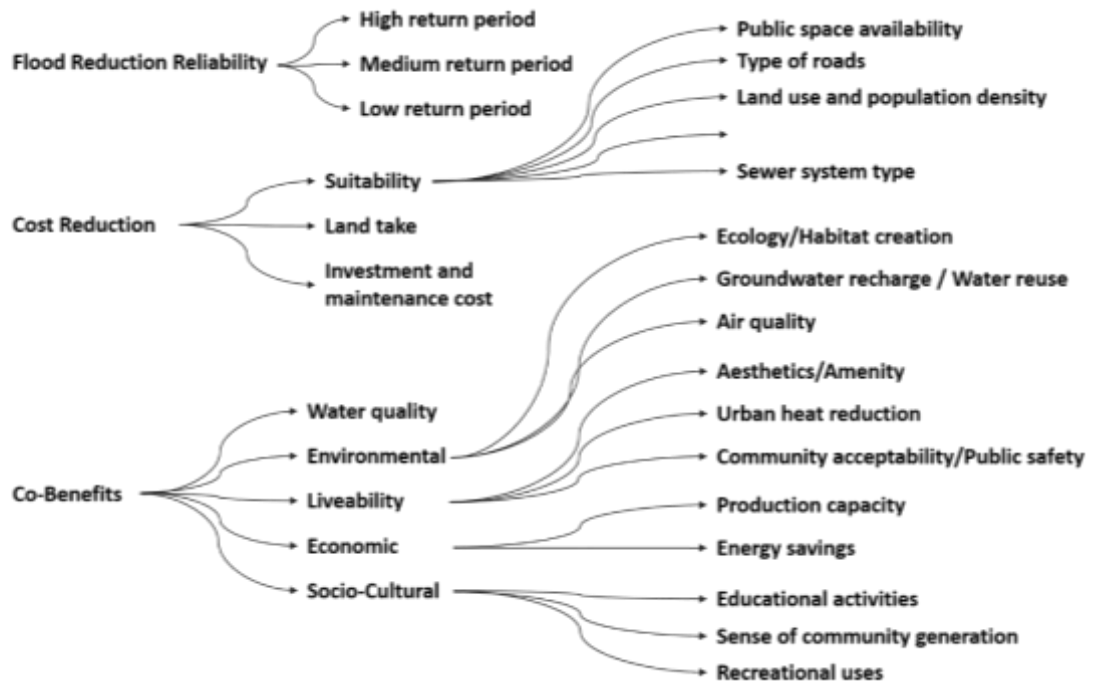 Flood Reduction Reliability
High return period
Medium return period
Low return period
Cost Reduction
Suitability
Land take
Investment and
maintenance cost
Public space availability
Type of roads
Land use and population density
Sewer system type
Co-Benefits
Water quality
Environmental
Liveability
Economic
Socio-Cultural
Ecology/Habitat creation
Groundwater recharge / Water reuse
Air quality
Aesthetics/Amenity
Urban heat reduction
Community acceptability/Public safety
Production capacity
Energy savings
Educational activities
Sense of community generation
Recreational uses